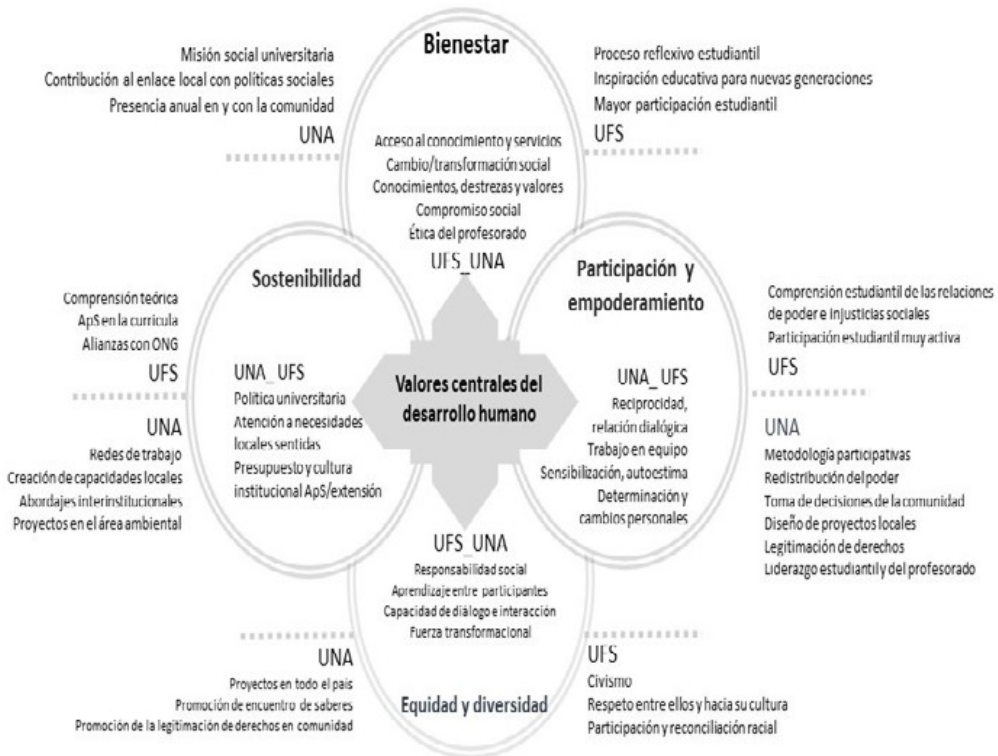 Bienestar
Misión social universitaria
Contribución al enlace local con políticas sociales
Presencia anual en y con la comunidad
UNA
Proceso reflexivo estudiantil
Inspiración educativa para nuevas generaciones
Mayor participación estudiantil
UFS
Acceso al conocimiento y servicios
Cambio/transformación social
Conocimientos, destrezas y valores
Compromiso social
Ética del profesorado
UFS_UNA
Sostenibilidad
Comprensión teórica
ApS en la currícula
Alianzas con ONG
UFS
UNA
Redes de trabajo
Creación de capacidades locales
Abordajes interinstitucionales
Proyectos en el área ambiental
UNA_ UFS
Política universitaria
Atención a necesidades
locales sentidas
Presupuesto y cultura
institucional ApS/extensión
Valores centrales del
desarrollo humano
Participación y
empoderamiento
UNA_ UFS
Reciprocidad,
relación dialógica
Trabajo en equipo
Sensibilización, autoestima
Determinación y
cambios personales
Comprensión estudiantil de las relaciones
de poder e injusticias sociales
Participación estudiantil muy activa
UFS
UNA
Metodología participativas
Redistribución del poder
Toma de decisiones de la comunidad
Diseño de proyectos locales
Legitimación de derechos
Liderazgo estudiantil y del profesorado
UFS_UNA
Responsabilidad social
Aprendizaje entre participantes
Capacidad de diálogo e interacción
Fuerza transformacional
Equidad y diversidad
UNA
Proyectos en todo el país
Promoción de encuentro de saberes
Promoción de la legitimación de derechos en comunidad
UFS
Civismo
Respeto entre ellos y hacia su cultura
Participación y reconciliación racial